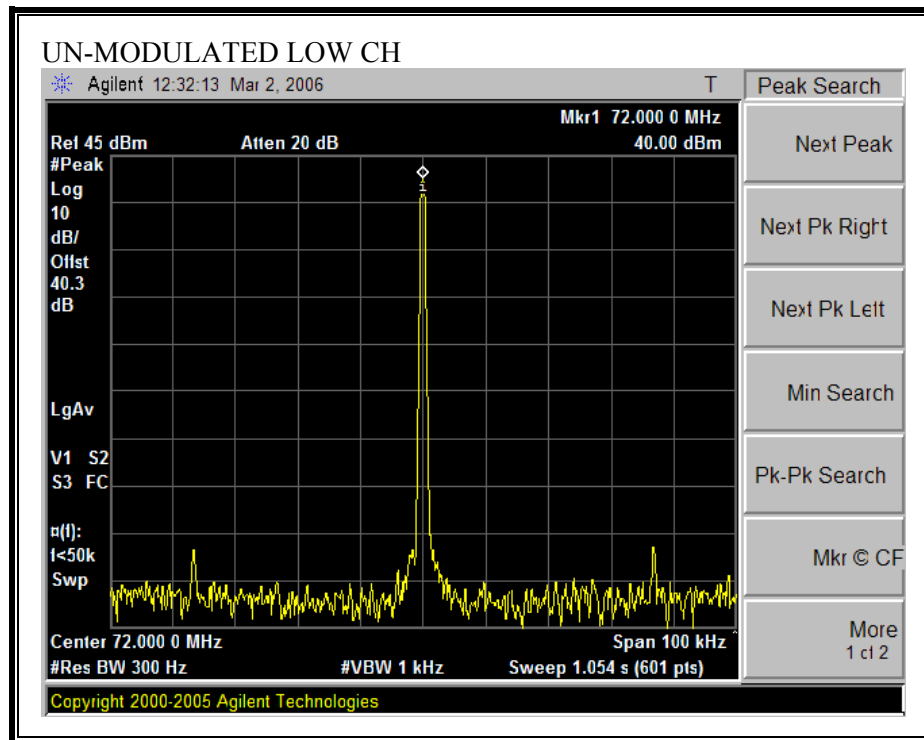 UN-MODULATED LOW CH
Agilent 12:32:13 Mar 2, 2006 T
Peak Search
Mkr1 72.000 0 MHz
Ref 45 dBm Atten 20 dB 40.00 dBm
#Peak
Log
10
dB/
Offst
40.3
dB
1
LgAv
V1 S2
S3 FC
¤(f):
f<50k
Swp
Center 72.000 0 MHz Span 100 kHz ^
#Res BW 300 Hz #VBW 1 kHz Sweep 1.054 s (601 pts)
Copyright 2000-2005 Agilent Technologies
Next Peak
Next Pk Right
Next Pk Left
Min Search
Pk-Pk Search
Mkr © CF
More
1 of 2